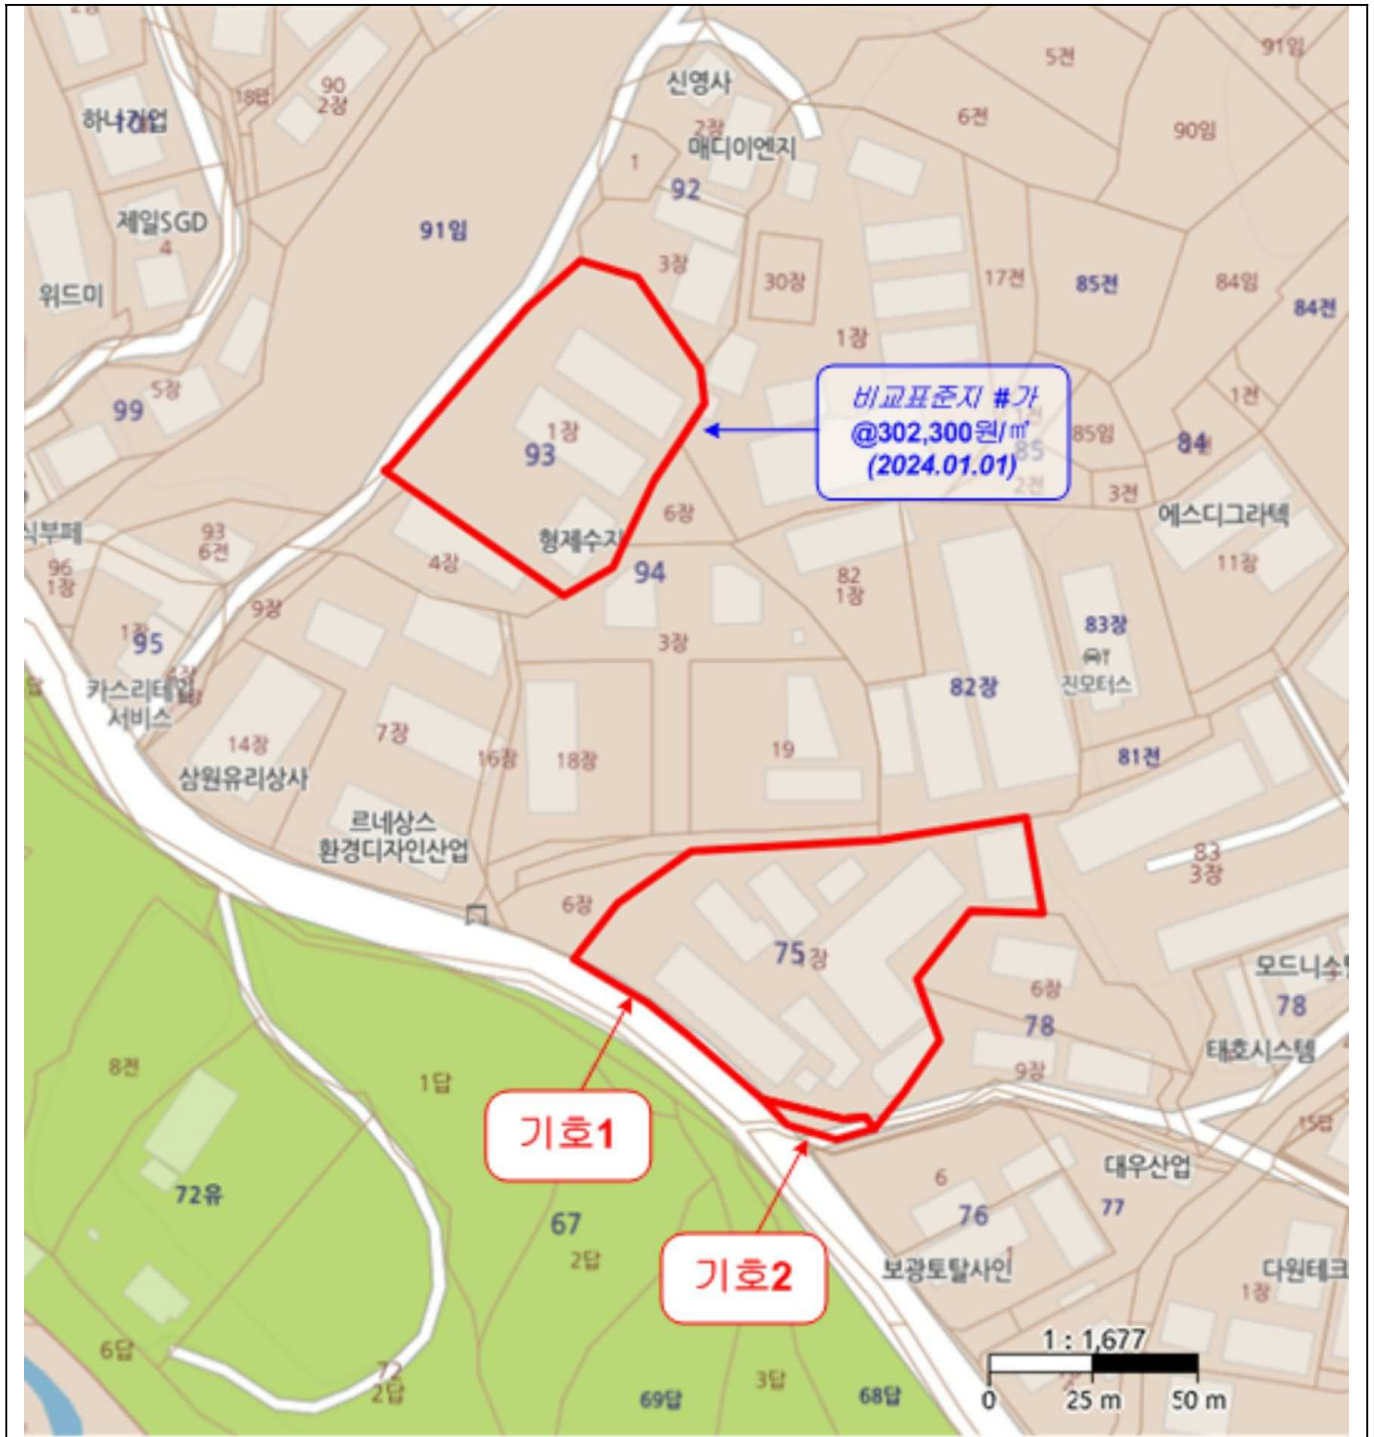 2장
5전
91임
신영사
90
2장
18답
하나기업
6전
90임
2장
매디이엔지
1
92
제일SGD
4
91임
3장
30장
17전
85전
84임
84전
위드미
1장
비교표준지 #가
@302,300원/㎡
(2024.01.01)
5장
99
1전
1장
93
85임
84
85
2전
3전
6장
에스디그라텍
식부페
93
6전
형제수지
94
96
1장
4장
82
1장
11장
9장
83장
95
3장
진모터스
카스리테일
서비스
82장
14장
7장
16장
18장
19
81전
삼원유리상사
르네상스
환경디자인산업
83
3장
6장
75
장
6장
78
모드니소
78
태호시스템
9장
8전
1답
기호1
15답
대우산업
6
76
77
72유
67
2답
기호2
보광토탈사인
다원테크
1장
1 : 1,677
6답
72
2답
69답
3답
68답
0
25 m
50 m